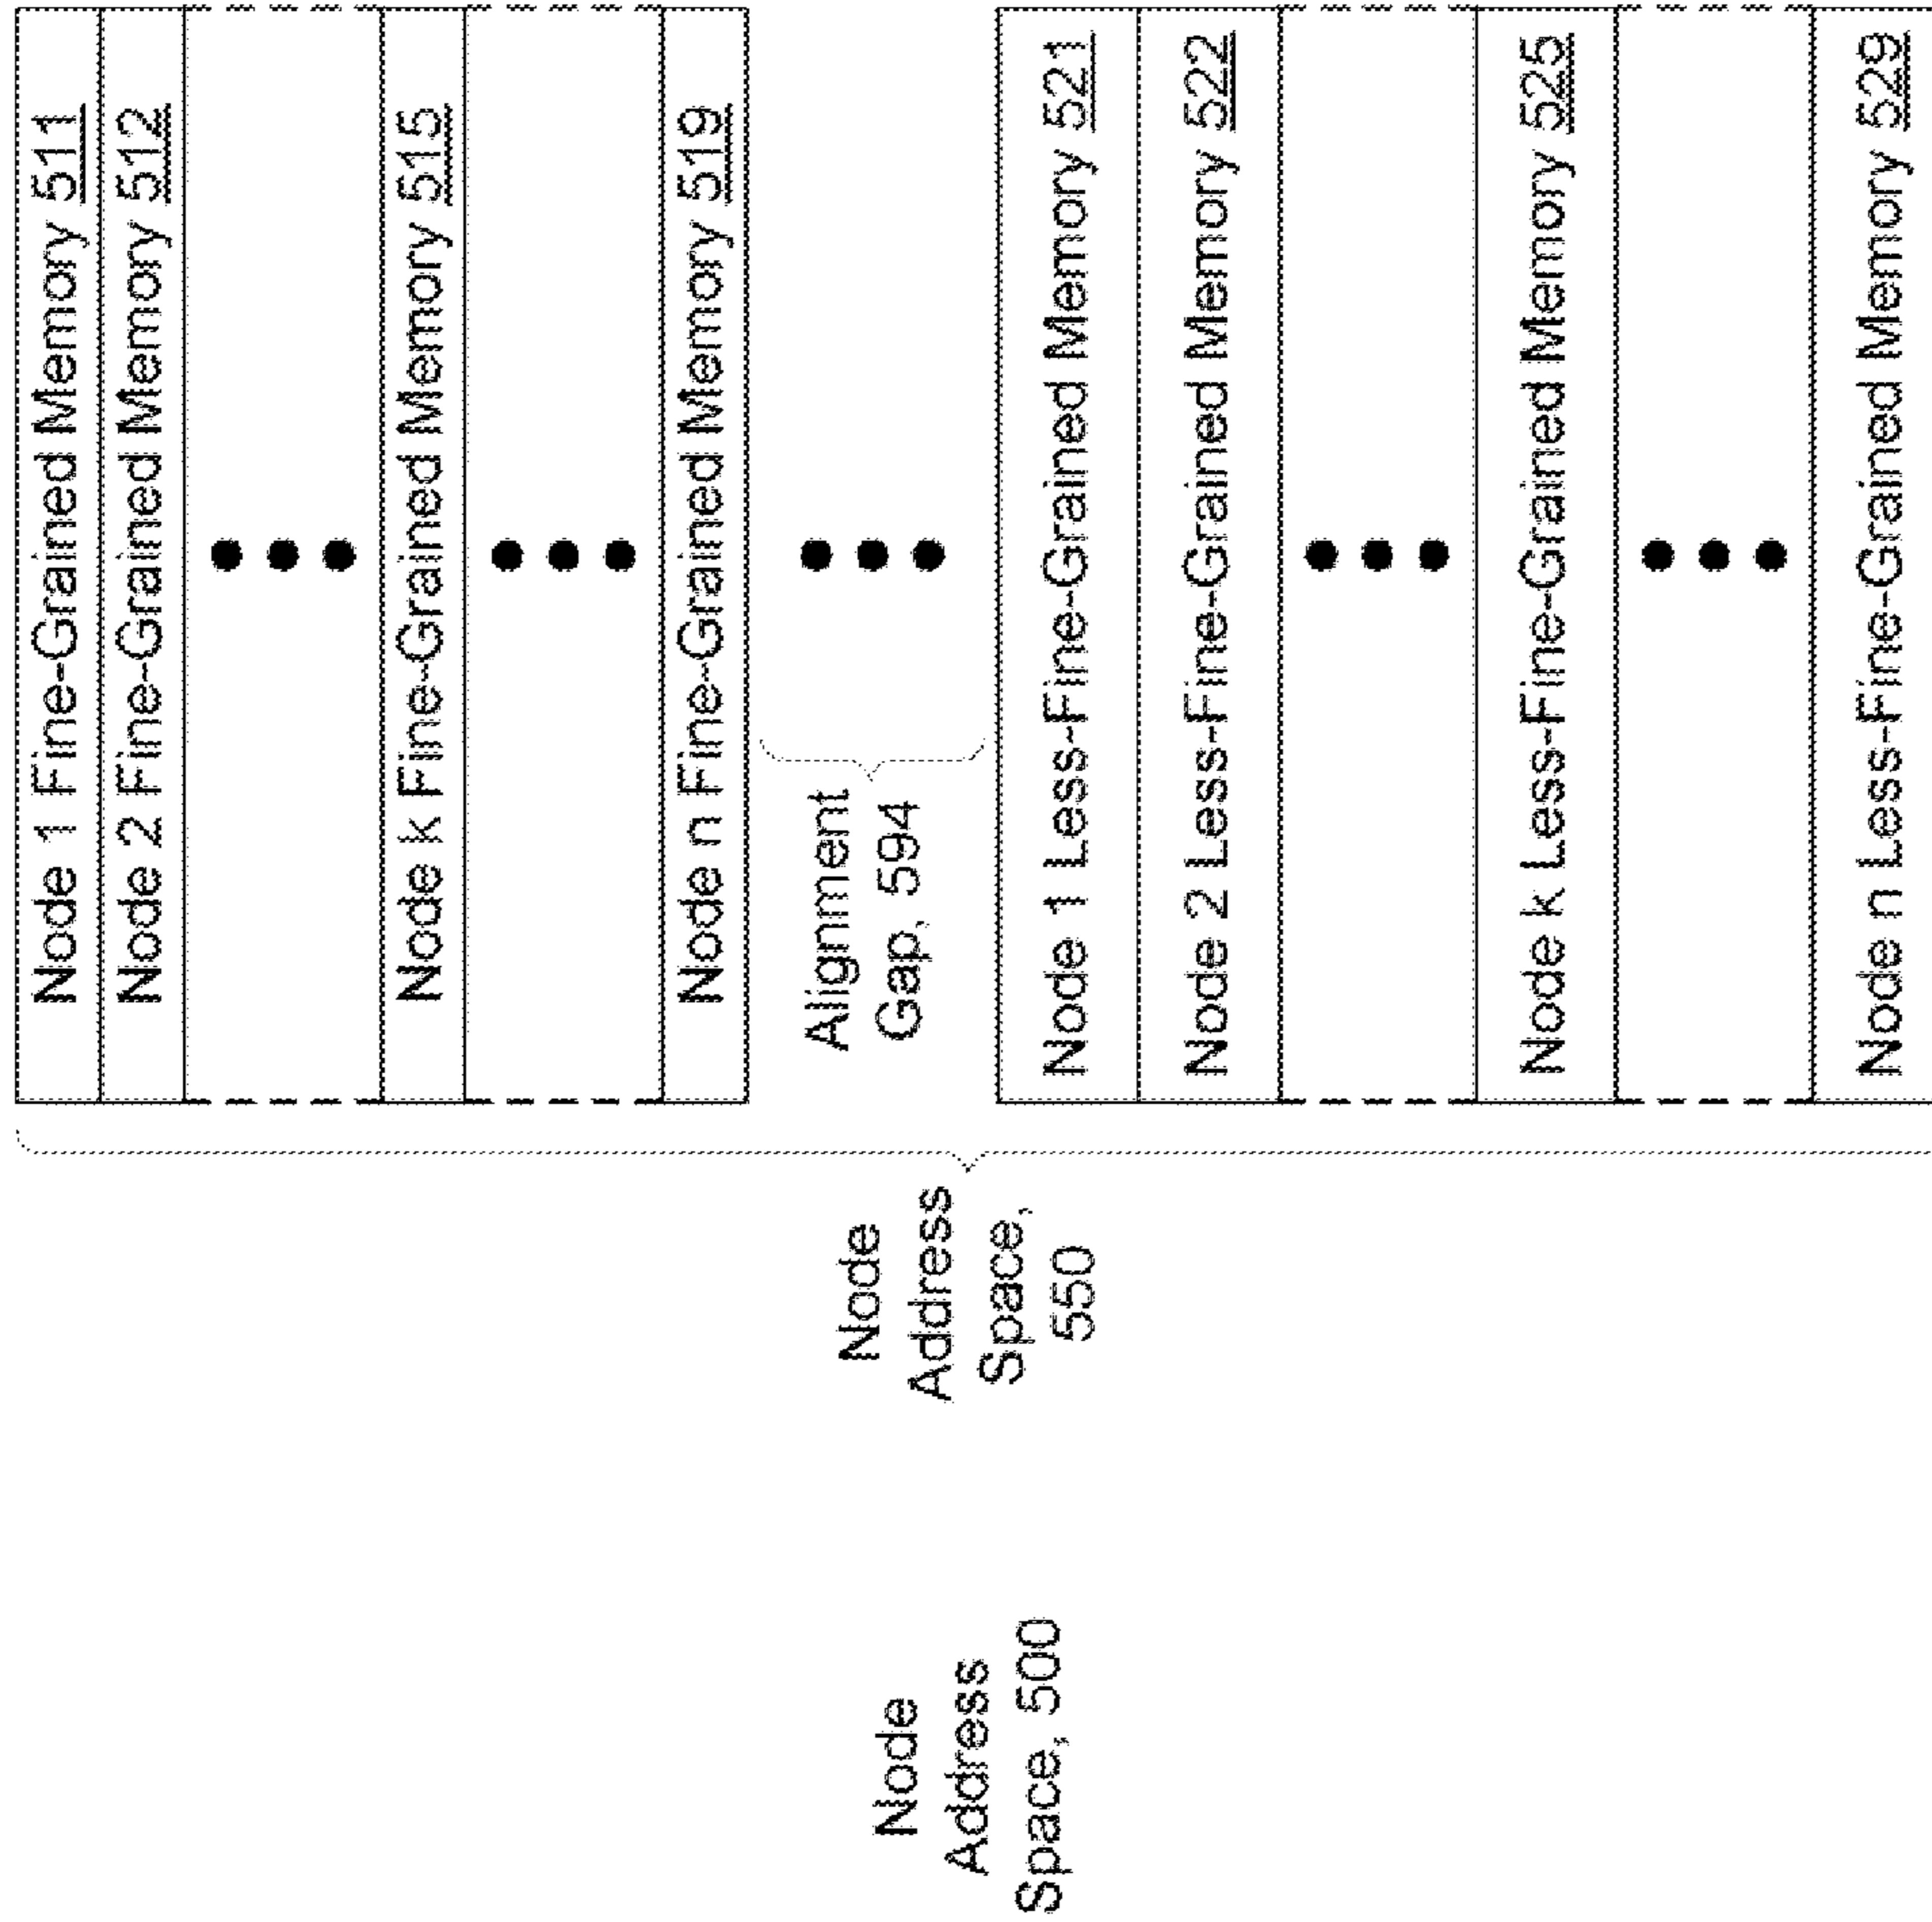 Node
Address
Space, 500
Node
Address
Space,
550
Node 1 Fine-Grained Memory 511
Node 2 Fine-Grained Memory 512
Node k Fine-Grained Memory 515
Node n Fine-Grained Memory 519
Alignment
Gap, 594
Node 1 Less-Fine-Grained Memory 521
Node 2 Less-Fine-Grained Memory 522
Node k Less-Fine-Grained Memory 525
Node n Less-Fine-Grained Memory 529